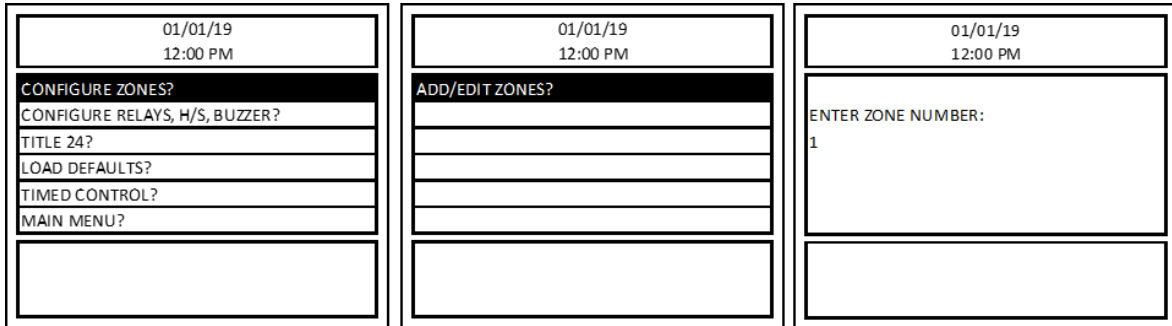 01/01/19
12:00 PM
CONFIGURE ZONES?
CONFIGURE RELAYS, H/S, BUZZER?
TITLE 24?
LOAD DEFAULTS?
TIMED CONTROL?
MAIN MENU?
01/01/19
12:00 PM
ADD/EDIT ZONES?
01/01/19
12:00 PM
ENTER ZONE NUMBER:
1